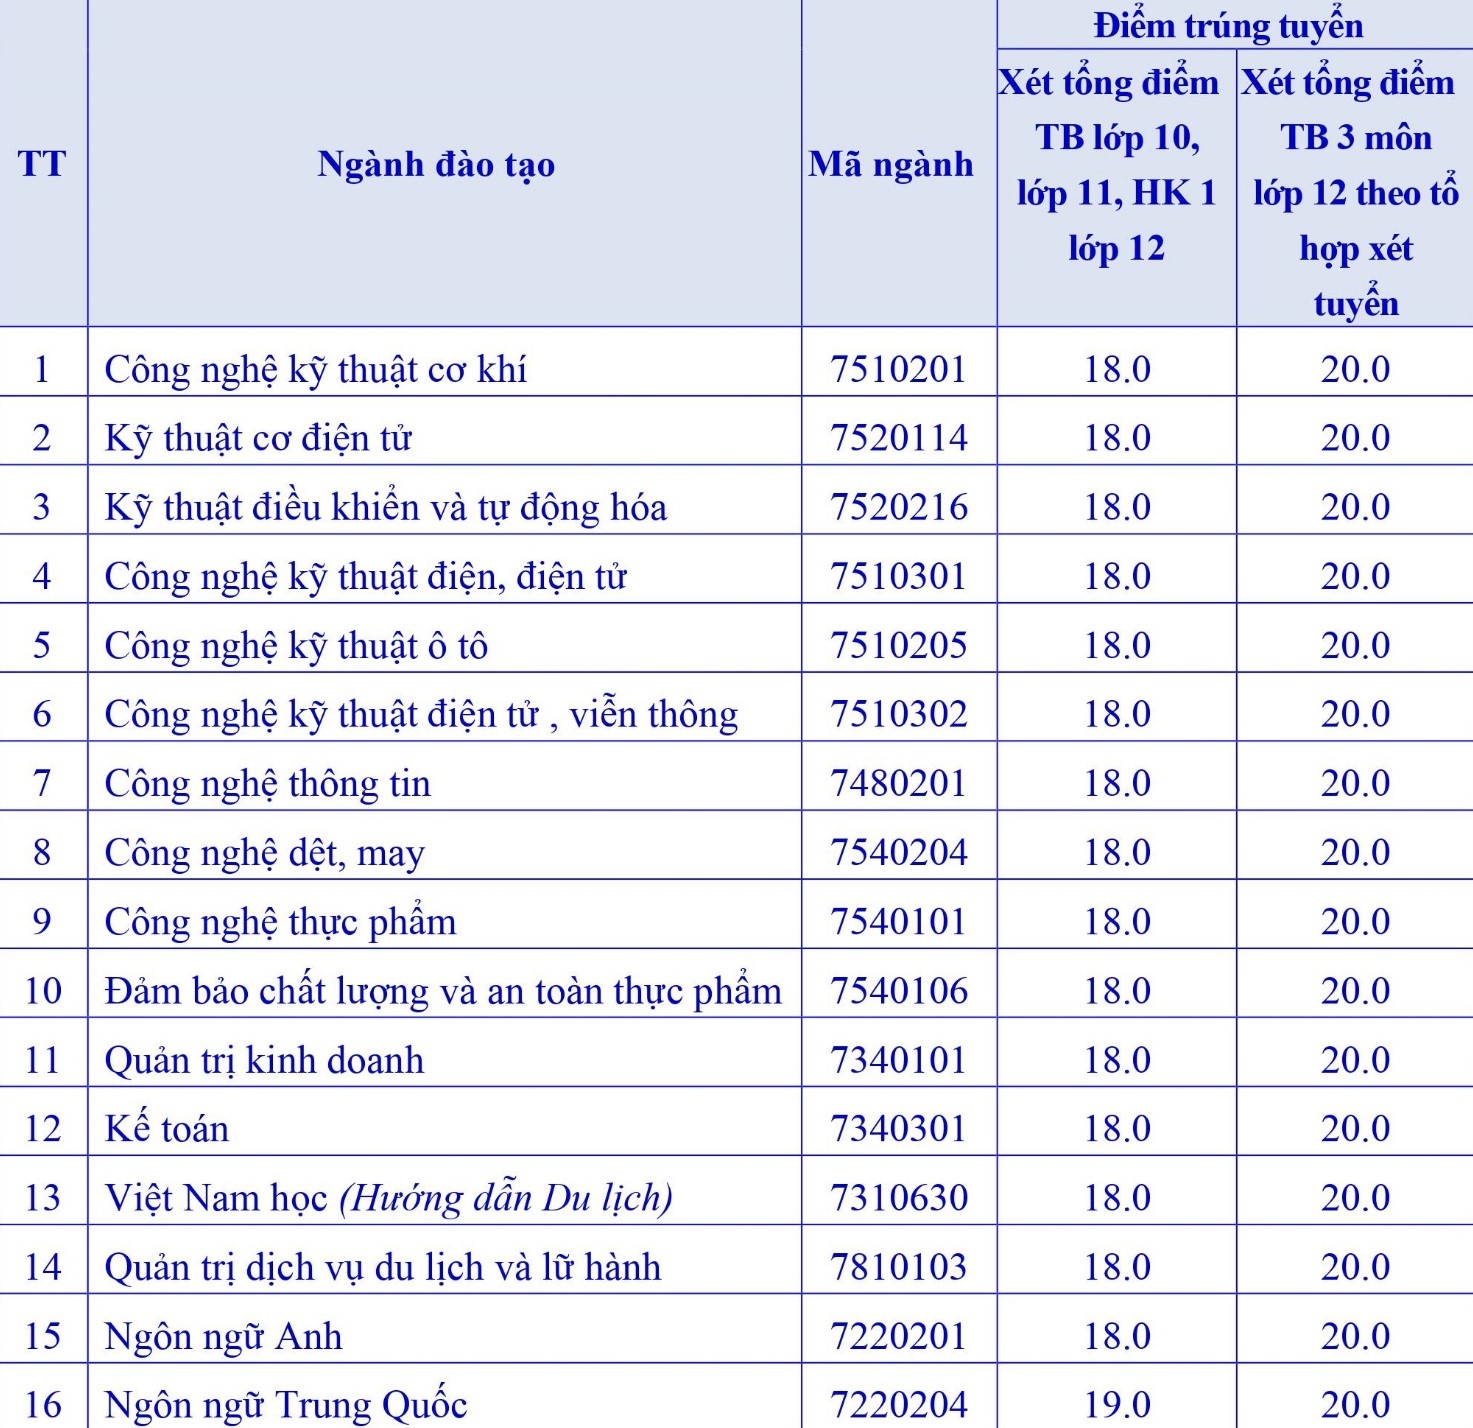 TT Ngành đào tạo Mã ngành Điểm trúng tuyển
Xét tổng điểm TB lớp 10, lớp 11, HK 1 lớp 12
Xét tổng điểm TB 3 môn lớp 12 theo tổ hợp xét tuyển
1 Công nghệ kỹ thuật cơ khí 7510201 18.0 20.0
2 Kỹ thuật cơ điện tử 7520114 18.0 20.0
3 Kỹ thuật điều khiển và tự động hóa 7520216 18.0 20.0
4 Công nghệ kỹ thuật điện, điện tử 7510301 18.0 20.0
5 Công nghệ kỹ thuật ô tô 7510205 18.0 20.0
6 Công nghệ kỹ thuật điện tử , viễn thông 7510302 18.0 20.0
7 Công nghệ thông tin 7480201 18.0 20.0
8 Công nghệ dệt, may 7540204 18.0 20.0
9 Công nghệ thực phẩm 7540101 18.0 20.0
10 Đảm bảo chất lượng và an toàn thực phẩm 7540106 18.0 20.0
11 Quản trị kinh doanh 7340101 18.0 20.0
12 Kế toán 7340301 18.0 20.0
13 Việt Nam học (Hướng dẫn Du lịch) 7310630 18.0 20.0
14 Quản trị dịch vụ du lịch và lữ hành 7810103 18.0 20.0
15 Ngôn ngữ Anh 7220201 18.0 20.0
16 Ngôn ngữ Trung Quốc 7220204 19.0 20.0